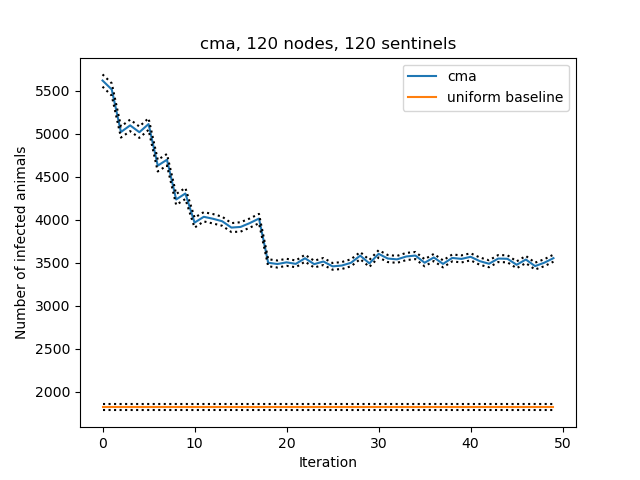 cma, 120 nodes, 120 sentinels
cma
uniform baseline
Number of infected animals
5500
5000
4500
4000
3500
3000
2500
2000
0 10 20 30 40 50
Iteration